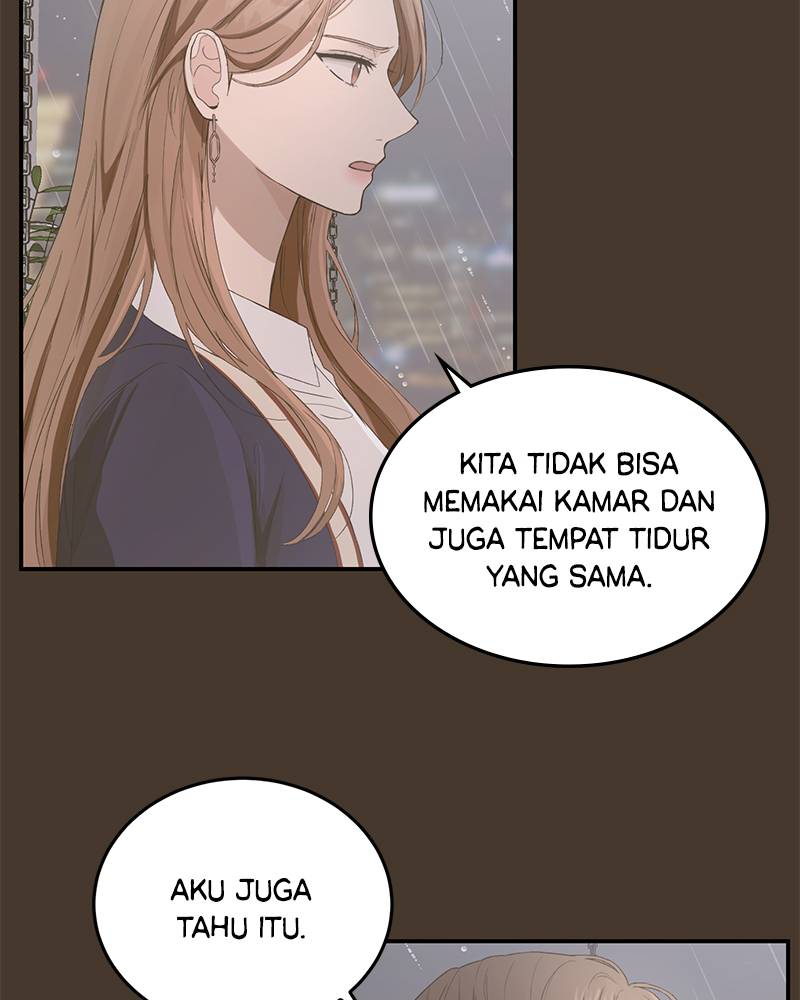 KITA TIDAK BISA
MEMAKAI KAMAR DAN
JUGA TEMPAT TIDUR
YANG SAMA.
AKU JUGA
TAHU ITU.